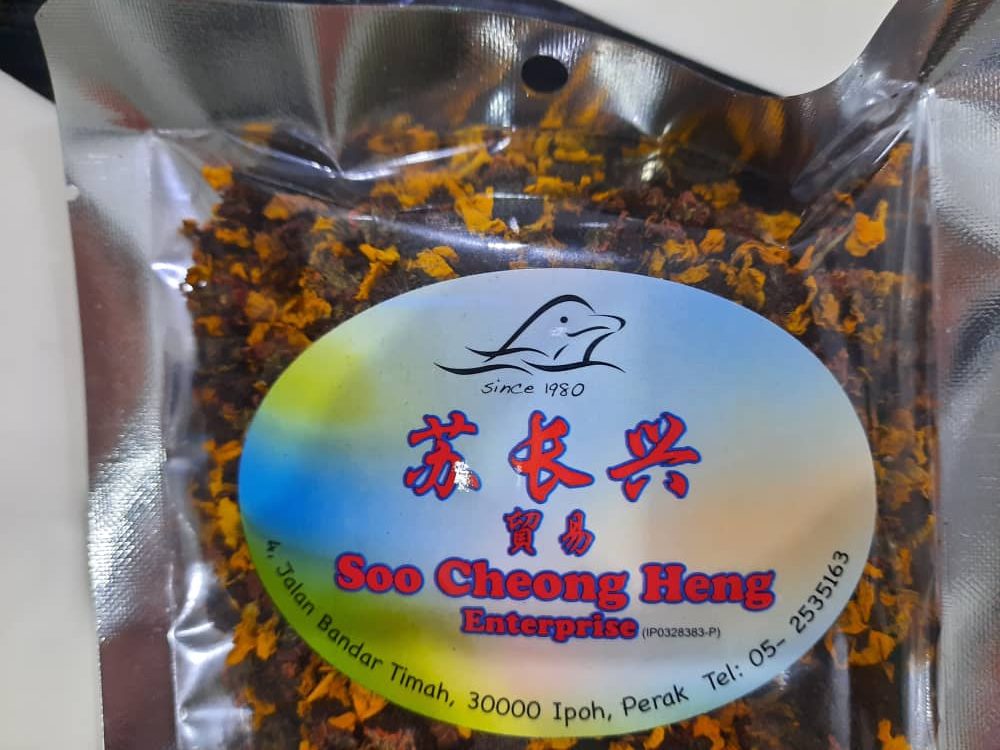 since 1980
苏长兴
貿易
Soo Cheong Heng
Enterprise (IP0328383-P)
4, Jalan Bandar Timah, 30000 Ipoh, Perak Tel: 05- 2535163